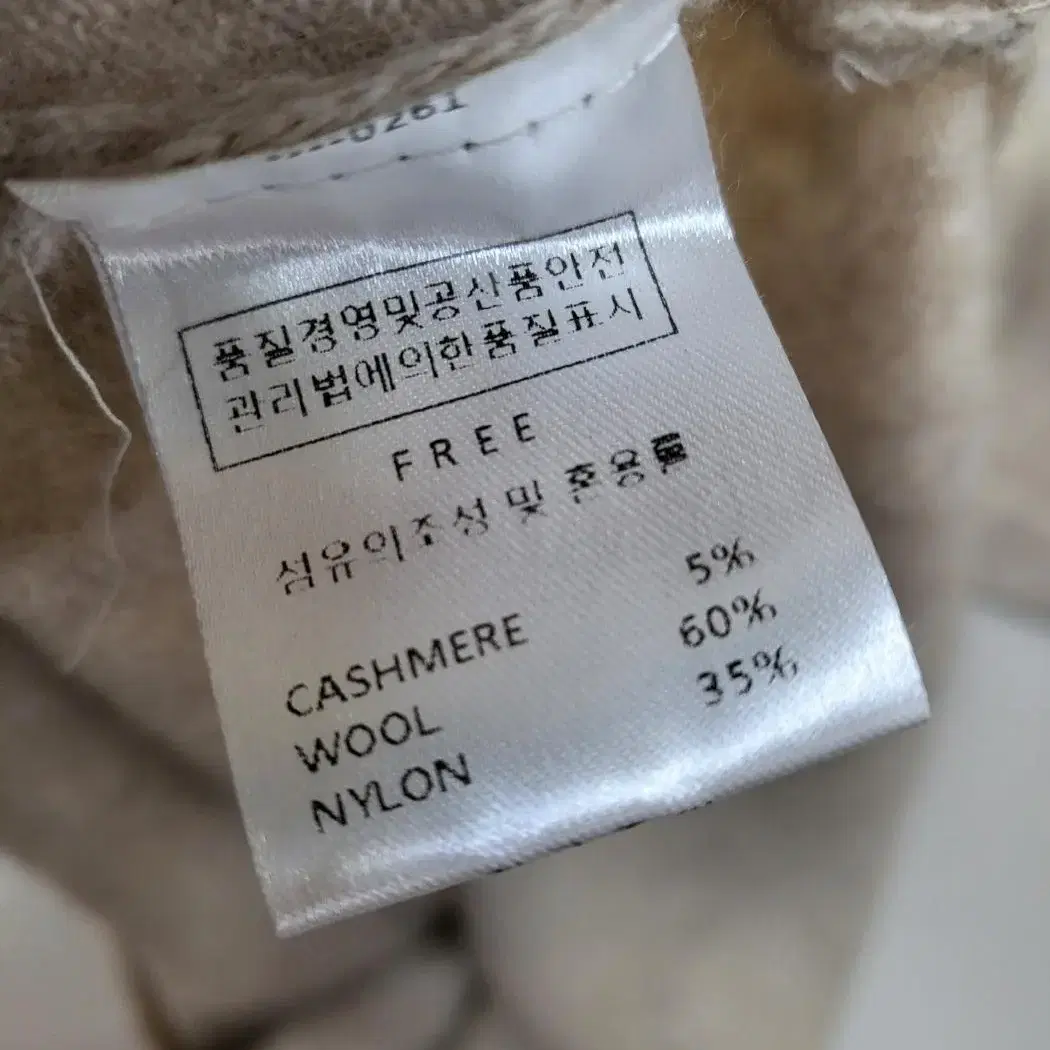 품질경영및공산품안전
관리법에의한품질표시
FREE
섬유의조성 및 혼용률
CASHMERE 5%
WOOL 60%
NYLON 35%